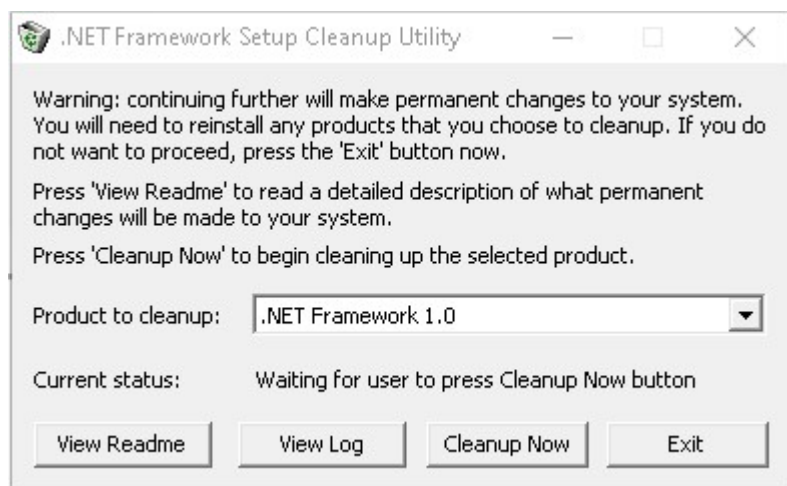 .NET Framework Setup Cleanup Utility
Warning: continuing further will make permanent changes to your system.
You will need to reinstall any products that you choose to cleanup. If you do
not want to proceed, press the 'Exit' button now.
Press 'View Readme' to read a detailed description of what permanent
changes will be made to your system.
Press 'Cleanup Now' to begin cleaning up the selected product.
Product to cleanup: .NET Framework 1.0
Current status: Waiting for user to press Cleanup Now button
View Readme View Log Cleanup Now Exit